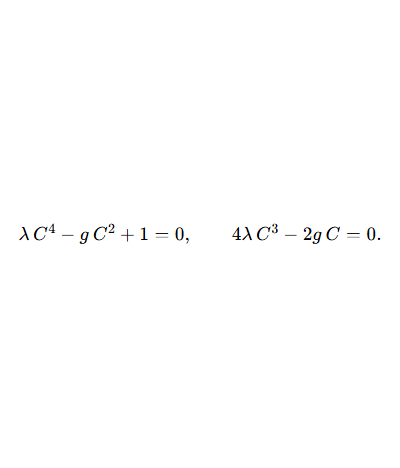 λ C⁴ − g C² + 1 = 0, 4λ C³ − 2g C = 0.